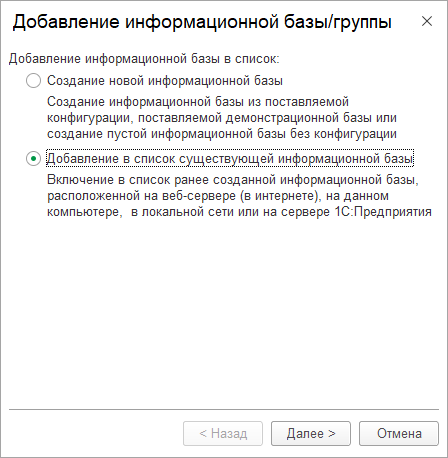 Добавление информационной базы/группы
Добавление информационной базы в список:
Создание новой информационной базы
Создание информационной базы из поставляемой
конфигурации, поставляемой демонстрационной базы или
создание пустой информационной базы без конфигурации
Добавление в список существующей информационной базы
Включение в список ранее созданной информационной базы,
расположенной на веб-сервере (в интернете), на данном
компьютере, в локальной сети или на сервере 1С:Предприятия
< Назад
Далее >
Отмена